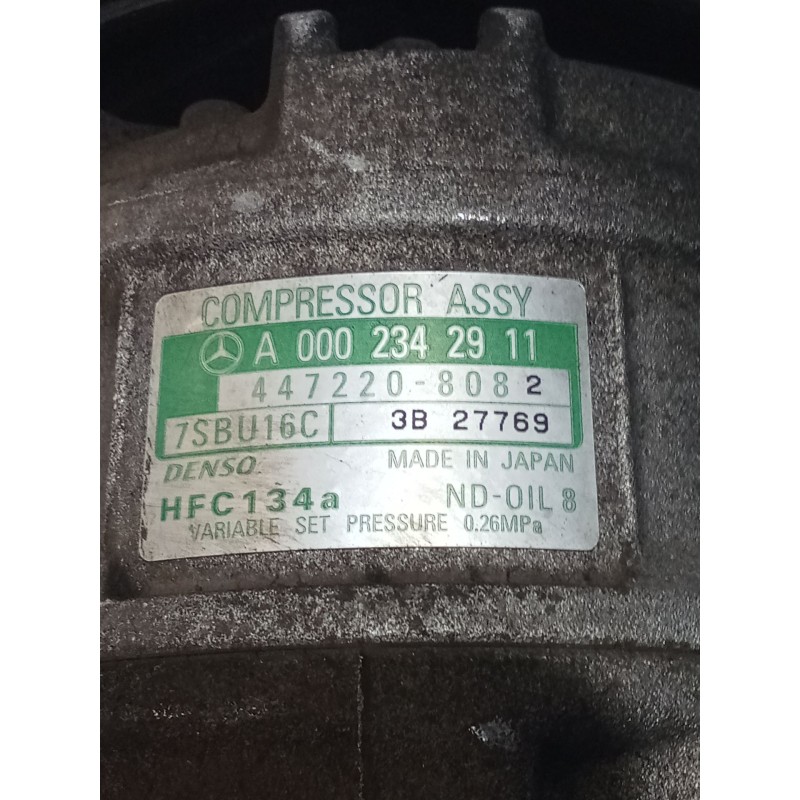 COMPRESSOR ASSY
A 000 234 29 11
447220-8082
7SBU16C 3B 27769
DENSO MADE IN JAPAN
HFC134a ND-OIL 8
VARIABLE SET PRESSURE 0.26MPa